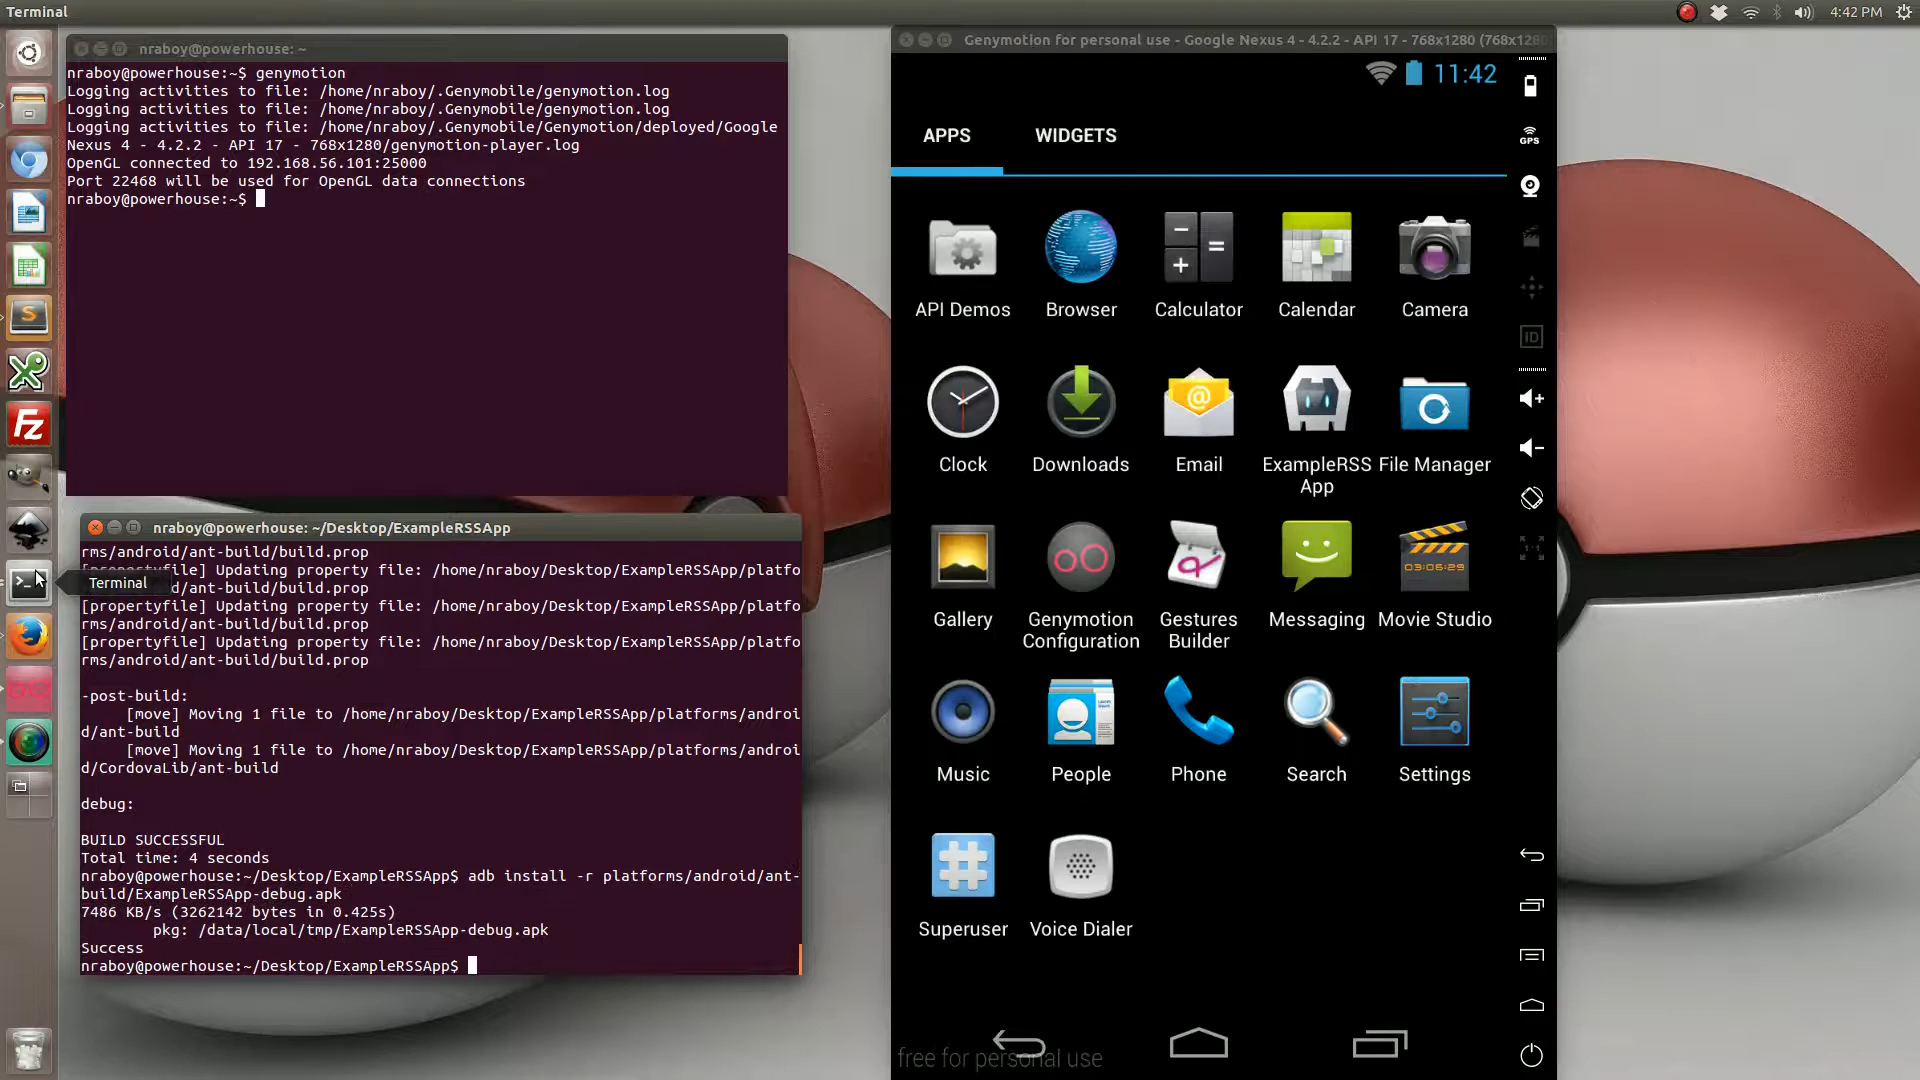 Terminal
4:42 PM
nraboy@powerhouse: ~
nraboy@powerhouse:~$ genymotion
Logging activities to file: /home/nraboy/.Genymobile/genymotion.log
Logging activities to file: /home/nraboy/.Genymobile/genymotion.log
Logging activities to file: /home/nraboy/.Genymobile/Genymotion/deployed/Google
Nexus 4 - 4.2.2 - API 17 - 768x1280/genymotion-player.log
OpenGL connected to 192.168.56.101:25000
Port 22468 will be used for OpenGL data connections
nraboy@powerhouse:~$
nraboy@powerhouse: ~/Desktop/ExampleRSSApp
rms/android/ant-build/build.prop
[propertyfile] Updating property file: /home/nraboy/Desktop/ExampleRSSApp/platfo
d/ant-build/build.prop
[propertyfile] Updating property file: /home/nraboy/Desktop/ExampleRSSApp/platfo
rms/android/ant-build/build.prop
[propertyfile] Updating property file: /home/nraboy/Desktop/ExampleRSSApp/platfo
rms/android/ant-build/build.prop
-post-build:
[move] Moving 1 file to /home/nraboy/Desktop/ExampleRSSApp/platforms/androi
d/ant-build
[move] Moving 1 file to /home/nraboy/Desktop/ExampleRSSApp/platforms/androi
d/CordovaLib/ant-build
debug:
BUILD SUCCESSFUL
Total time: 4 seconds
nraboy@powerhouse:~/Desktop/ExampleRSSApp$ adb install -r platforms/android/ant-
build/ExampleRSSApp-debug.apk
7486 KB/s (3262142 bytes in 0.425s)
pkg: /data/local/tmp/ExampleRSSApp-debug.apk
Success
nraboy@powerhouse:~/Desktop/ExampleRSSApp$
Terminal
Genymotion for personal use - Google Nexus 4 - 4.2.2 - API 17 - 768x1280 (768x128
11:42
APPS WIDGETS
API Demos Browser Calculator Calendar Camera
Clock Downloads Email ExampleRSS File Manager
App
Gallery Genymotion Gestures Messaging Movie Studio
Configuration Builder
Music People Phone Search Settings
Superuser Voice Dialer
free for personal use
GPS
ID
1:1
03:06:29